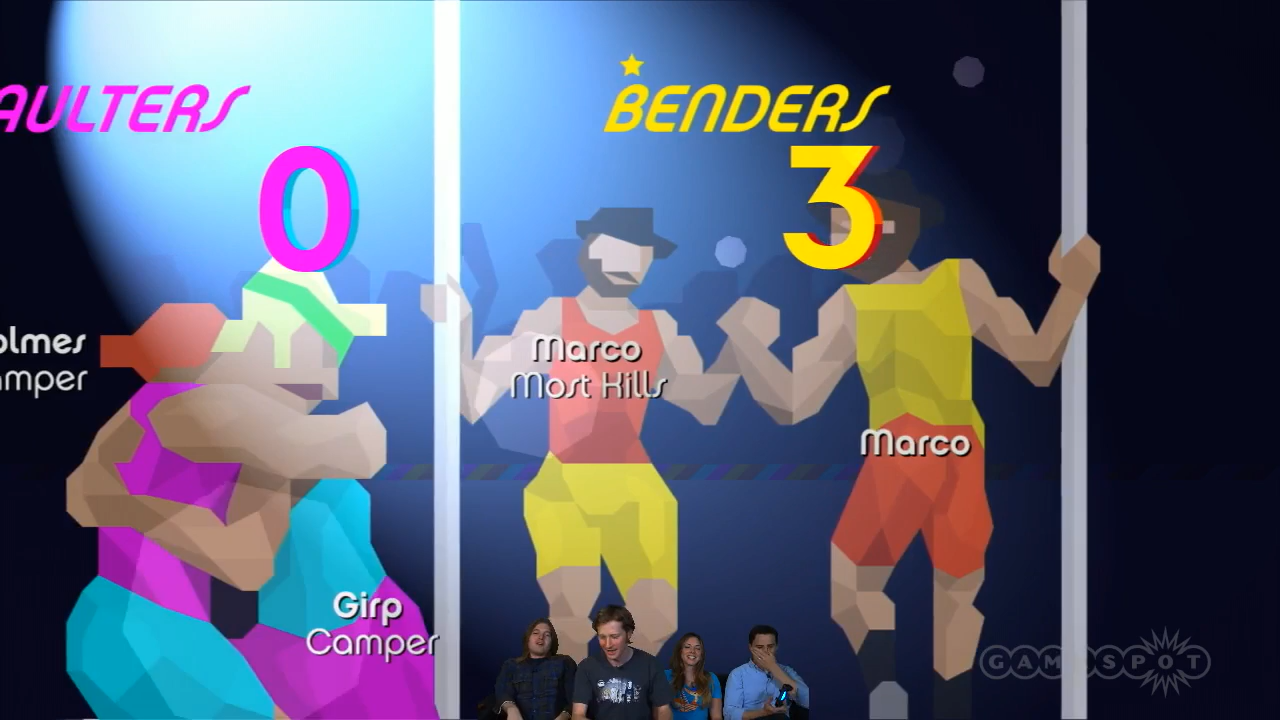 AULTERS
BENDERS
0
3
olmes
amper
Marco
Most Kills
Marco
Girp
Camper
GAMESPOT